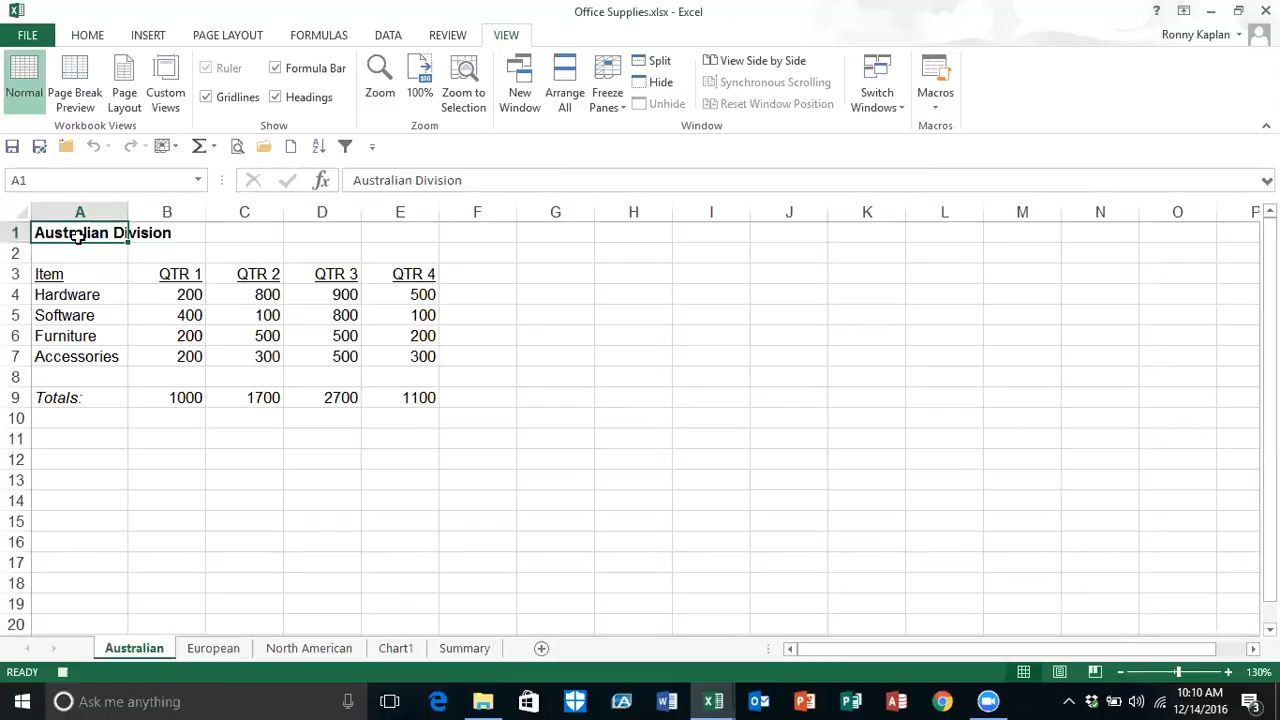 Office Supplies.xlsx - Excel
FILE HOME INSERT PAGE LAYOUT FORMULAS DATA REVIEW VIEW Ronny Kaplan
Normal Page Break Preview Page Layout Custom Views
Ruler Formula Bar
Gridlines Headings
Zoom 100% Zoom to Selection
New Window Arrange All Freeze Panes
Split
Hide
Unhide
View Side by Side
Synchronous Scrolling
Reset Window Position
Switch Windows
Macros
Workbook Views Show Zoom Window Macros
A1 fx Australian Division
A B C D E F G H I J K L M N O P
1 Australian Division
2
3 Item QTR 1 QTR 2 QTR 3 QTR 4
4 Hardware 200 800 900 500
5 Software 400 100 800 100
6 Furniture 200 500 500 200
7 Accessories 200 300 500 300
8
9 Totals: 1000 1700 2700 1100
10
11
12
13
14
15
16
17
18
19
20
Australian European North American Chart1 Summary
READY 130%
Ask me anything
10:10 AM
12/14/2016
3